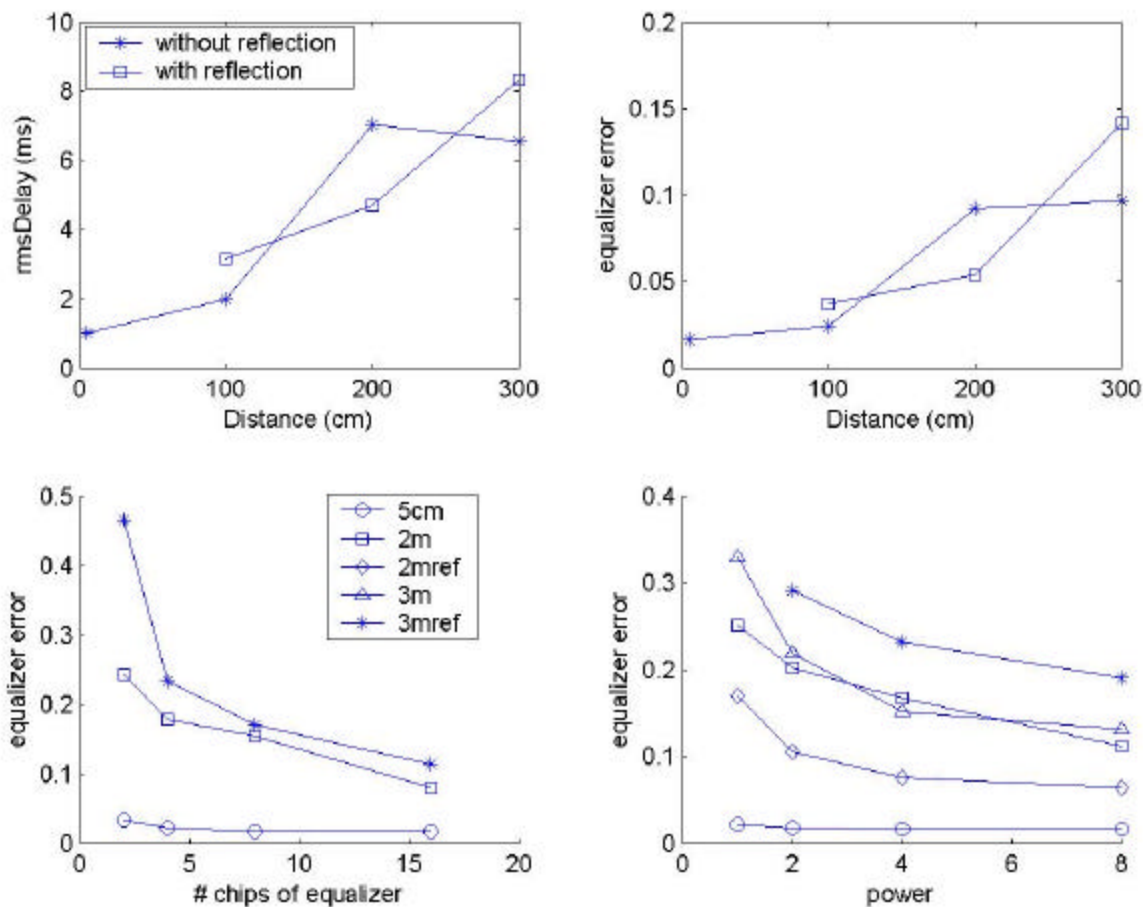 10
8
6
4
2
0
rmsDelay (ms)
without reflection
with reflection
0 100 200 300
Distance (cm)
0.2
0.15
0.1
0.05
0
equalizer error
0 100 200 300
Distance (cm)
0.5
0.4
0.3
0.2
0.1
0
equalizer error
5cm
2m
2mref
3m
3mref
0 5 10 15 20
# chips of equalizer
0.4
0.3
0.2
0.1
0
equalizer error
0 2 4 6 8
power